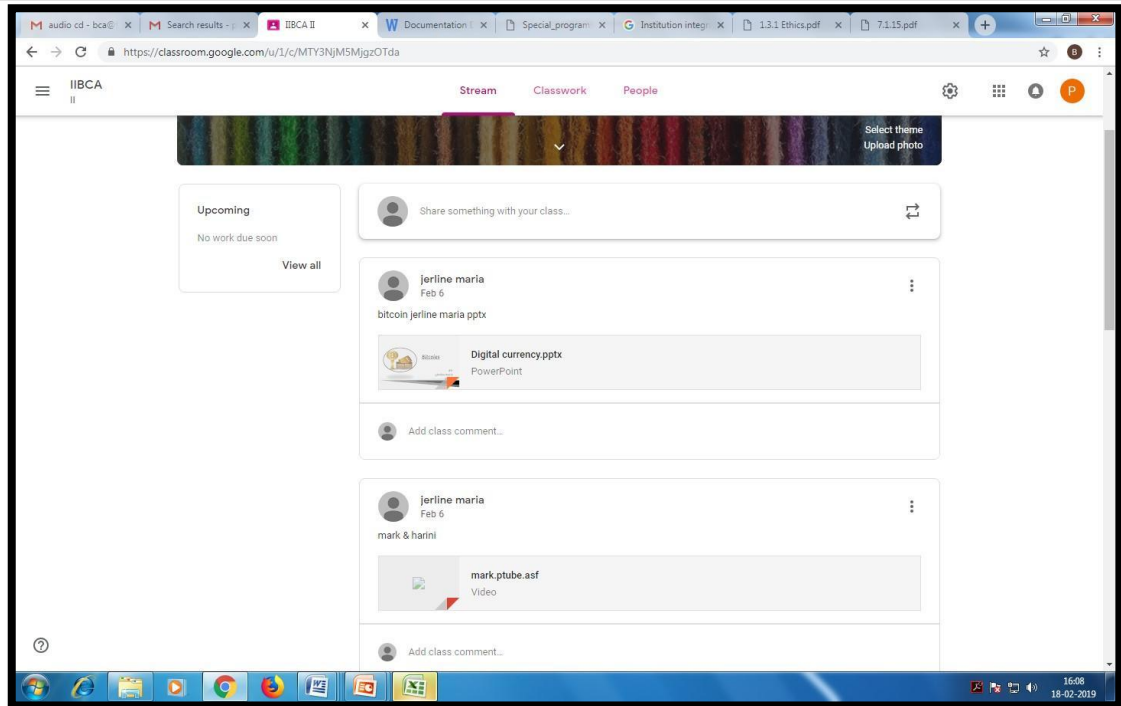 audio cd - bca@
Search results - p
IIBCA II
Documentation
Special_program
Institution integr
1.3.1 Ethics.pdf
7.1.15.pdf
https://classroom.google.com/u/1/c/MTY3NjM5MjgzOTda
B
IIBCA
II
Stream
Classwork
People
P
Select theme
Upload photo
Upcoming
No work due soon
View all
Share something with your class...
jerline maria
Feb 6
bitcoin jerline maria pptx
Bitcoin
Digital currency.pptx
PowerPoint
Add class comment...
jerline maria
Feb 6
mark & harini
mark.ptube.asf
Video
Add class comment...
16:08
18-02-2019